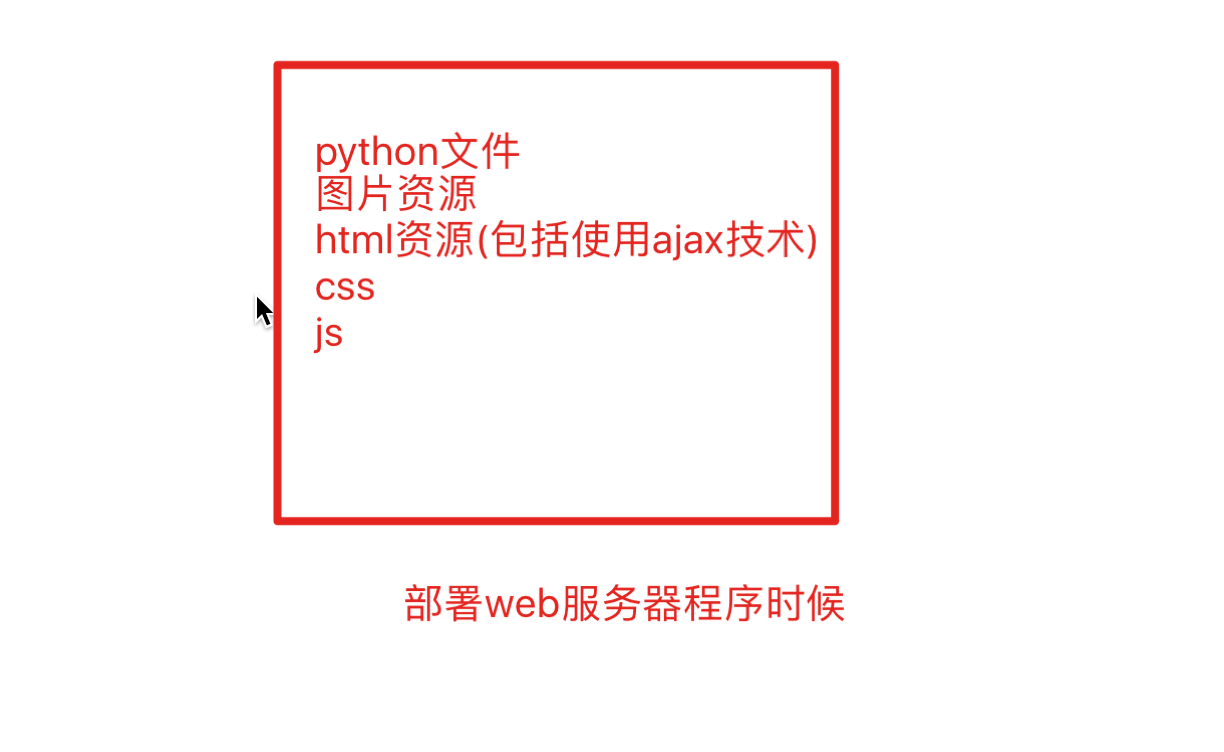 python文件
图片资源
html资源(包括使用ajax技术)
css
js
部署web服务器程序时候